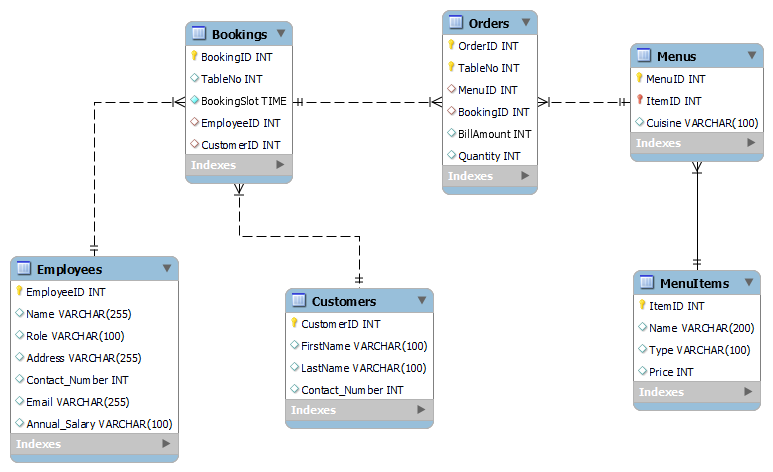 Bookings
BookingID INT
TableNo INT
BookingSlot TIME
EmployeeID INT
CustomerID INT
Indexes
Orders
OrderID INT
TableNo INT
MenuID INT
BookingID INT
BillAmount INT
Quantity INT
Indexes
Menus
MenuID INT
ItemID INT
Cuisine VARCHAR(100)
Indexes
Employees
EmployeeID INT
Name VARCHAR(255)
Role VARCHAR(100)
Address VARCHAR(255)
Contact_Number INT
Email VARCHAR(255)
Annual_Salary VARCHAR(100)
Indexes
Customers
CustomerID INT
FirstName VARCHAR(100)
LastName VARCHAR(100)
Contact_Number INT
Indexes
MenuItems
ItemID INT
Name VARCHAR(200)
Type VARCHAR(100)
Price INT
Indexes